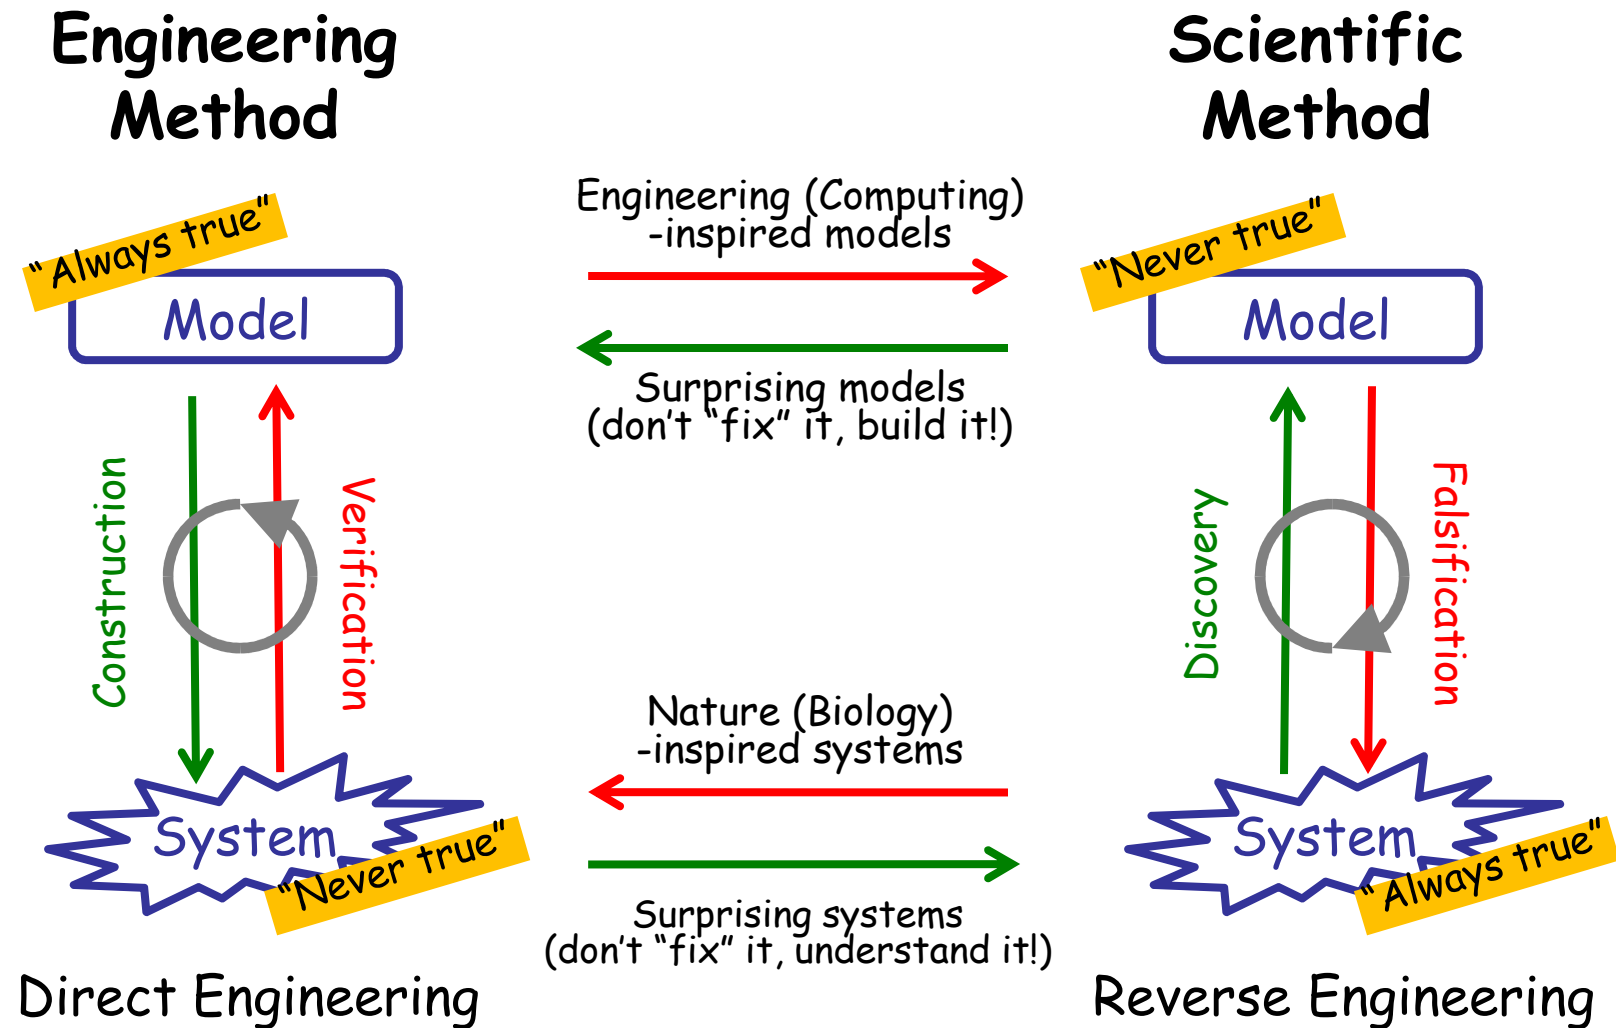 Engineering
Method
Scientific
Method
"Always true"
Model
Engineering (Computing)
-inspired models
Surprising models
(don't "fix" it, build it!)
"Never true"
Model
Construction
Verification
Discovery
Falsification
Nature (Biology)
-inspired systems
System
"Never true"
Surprising systems
(don't "fix" it, understand it!)
System
"Always true"
Direct Engineering
Reverse Engineering